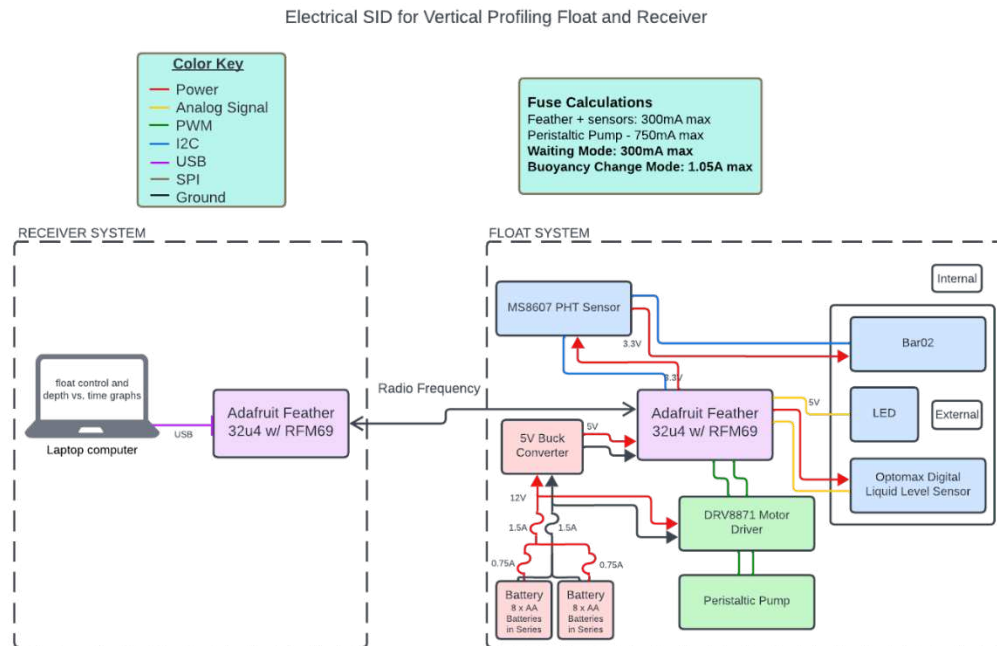 Electrical SID for Vertical Profiling Float and Receiver
Color Key
Power
Analog Signal
PWM
I2C
USB
SPI
Ground
Fuse Calculations
Feather + sensors: 300mA max
Peristaltic Pump - 750mA max
Waiting Mode: 300mA max
Buoyancy Change Mode: 1.05A max
RECEIVER SYSTEM
float control and
depth vs. time graphs
Laptop computer
USB
Adafruit Feather
32u4 w/ RFM69
Radio Frequency
FLOAT SYSTEM
Internal
MS8607 PHT Sensor
3.3V
3.3V
Bar02
5V
LED
External
Adafruit Feather
32u4 w/ RFM69
5V
5V Buck
Converter
Optomax Digital
Liquid Level Sensor
12V
1.5A
1.5A
DRV8871 Motor
Driver
0.75A
0.75A
Battery
8 x AA
Batteries
in Series
Battery
8 x AA
Batteries
in Series
Peristaltic Pump